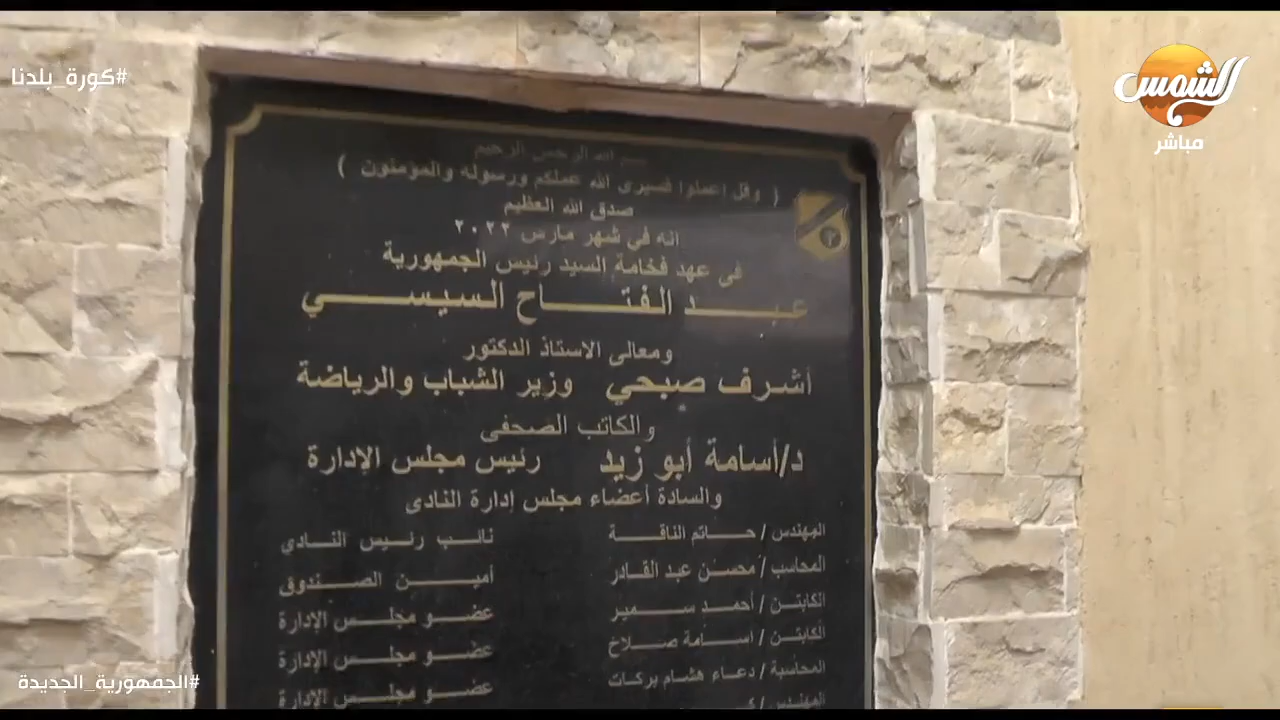 #كورة_بلدنا
الشمس
مباشر
بسم الله الرحمن الرحيم
( وقل إعملوا فسيرى الله عملكم ورسوله والمؤمنون )
صدق الله العظيم
انه فى شهر مارس ٢٠٢٢
فى عهد فخامة السيد رئيس الجمهورية
عبد الفتاح السيسي
ومعالى الاستاذ الدكتور
أشرف صبحي وزير الشباب والرياضة
والكاتب الصحفى
د/أسامة أبو زيد رئيس مجلس الإدارة
والسادة أعضاء مجلس إدارة النادى
المهندس / حاتم الناقة نائب رئيس النادي
المحاسب / محسن عبد القادر أمين الصندوق
الكابتن / أحمد سمير عضو مجلس الإدارة
الكابتن / أسامة صلاح عضو مجلس الإدارة
المحاسبة / دعاء هشام بركات عضو مجلس الإدارة
المهندس /
#الجمهورية_الجديدة